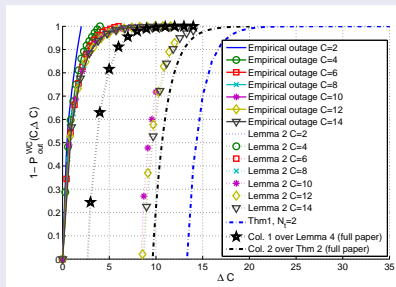 1
0.9
0.8
0.7
0.6
0.5
0.4
0.3
0.2
0.1
0
1− P_out^WC(C,Δ C)
0 5 10 15 20 25 30 35
Δ C
Empirical outage C=2
Empirical outage C=4
Empirical outage C=6
Empirical outage C=8
Empirical outage C=10
Empirical outage C=12
Empirical outage C=14
Lemma 2 C=2
Lemma 2 C=4
Lemma 2 C=6
Lemma 2 C=8
Lemma 2 C=10
Lemma 2 C=12
Lemma 2 C=14
Thm1, N_t=2
Col. 1 over Lemma 4 (full paper)
Col. 2 over Thm 2 (full paper)